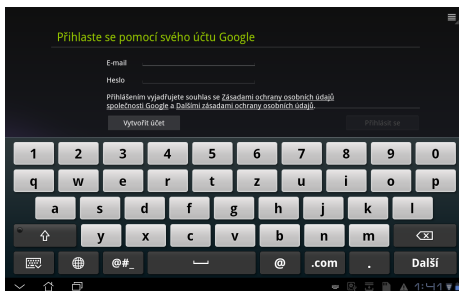 Přihlaste se pomocí svého účtu Google
E-mail
Heslo
Přihlášením vyjadřujete souhlas se Zásadami ochrany osobních údajů
společnosti Google a Dalšími zásadami ochrany osobních údajů.
Vytvořit účet Přihlásit se
1 2 3 4 5 6 7 8 9 0
q w e r t z u i o p
a s d f g h j k l
y x c v b n m
@#_ @ .com . Další
1:41